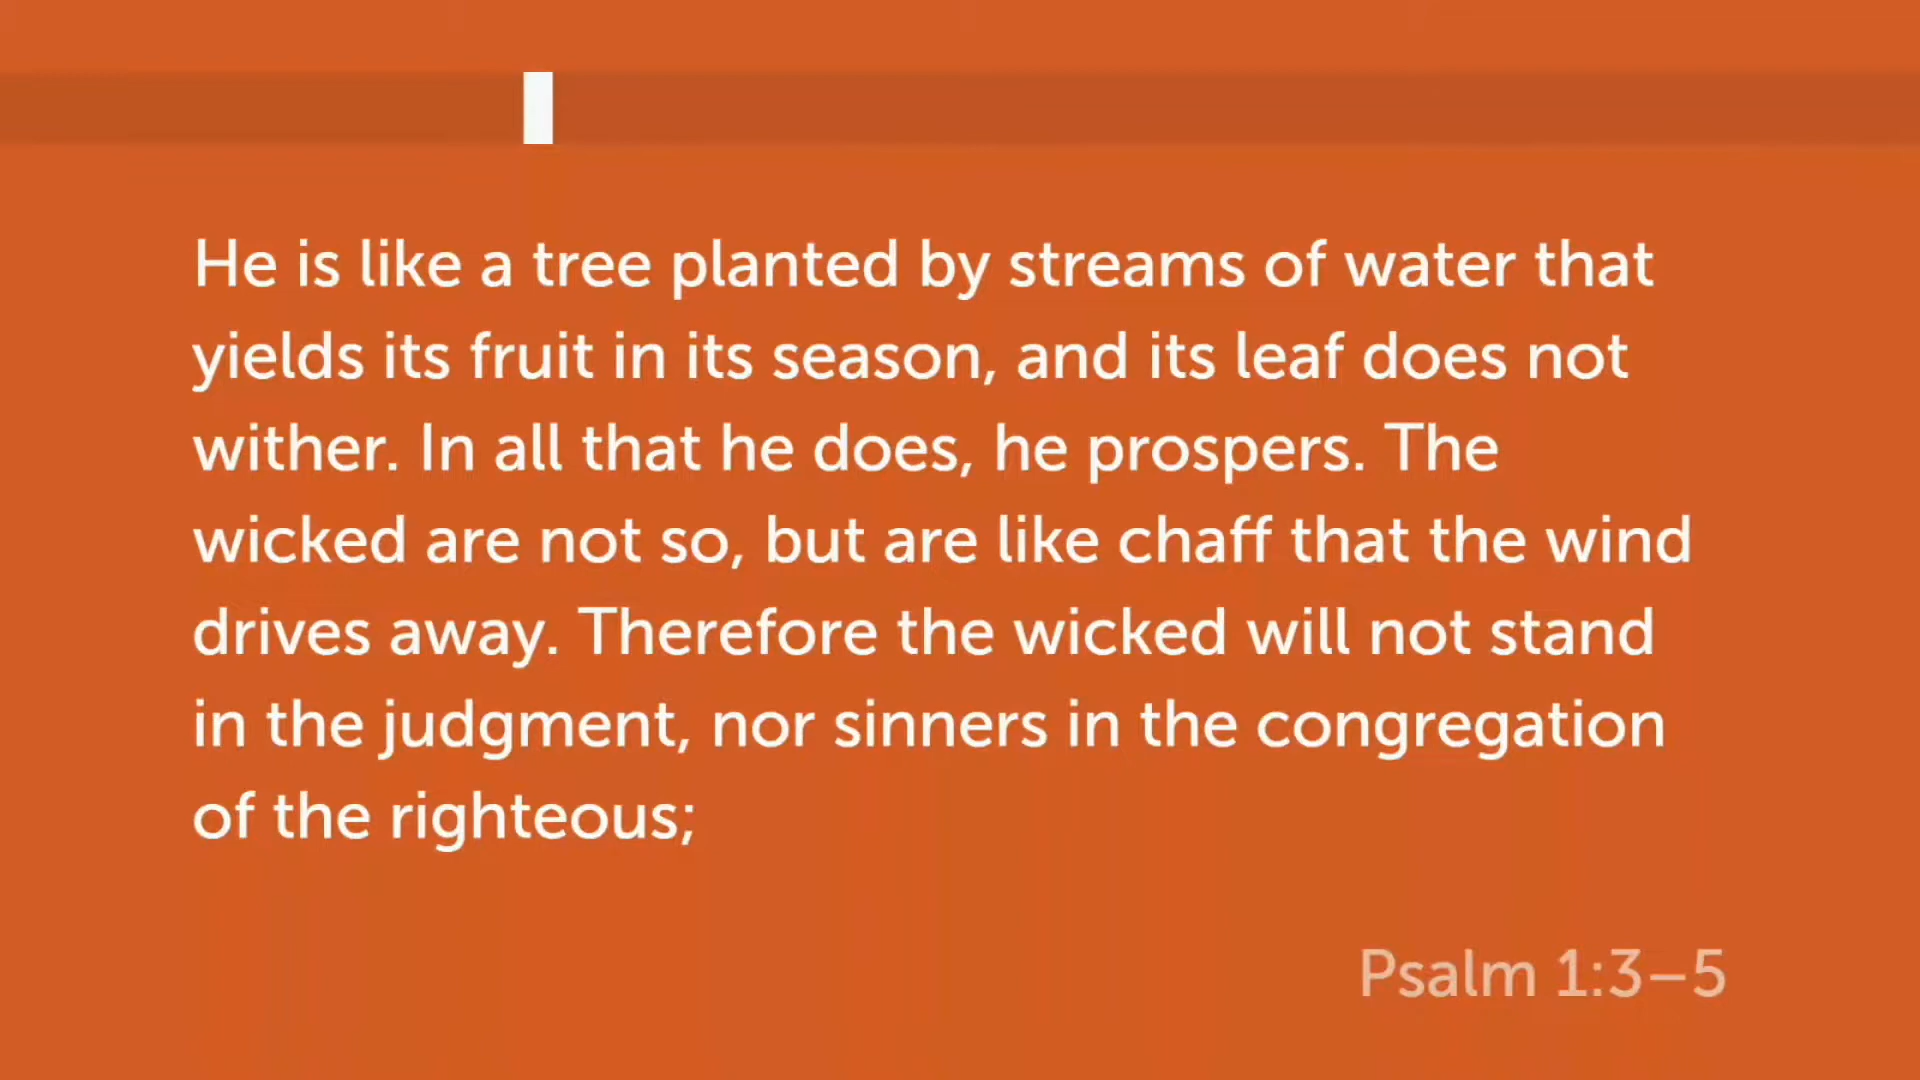 He is like a tree planted by streams of water that
yields its fruit in its season, and its leaf does not
wither. In all that he does, he prospers. The
wicked are not so, but are like chaff that the wind
drives away. Therefore the wicked will not stand
in the judgment, nor sinners in the congregation
of the righteous;
Psalm 1:3–5